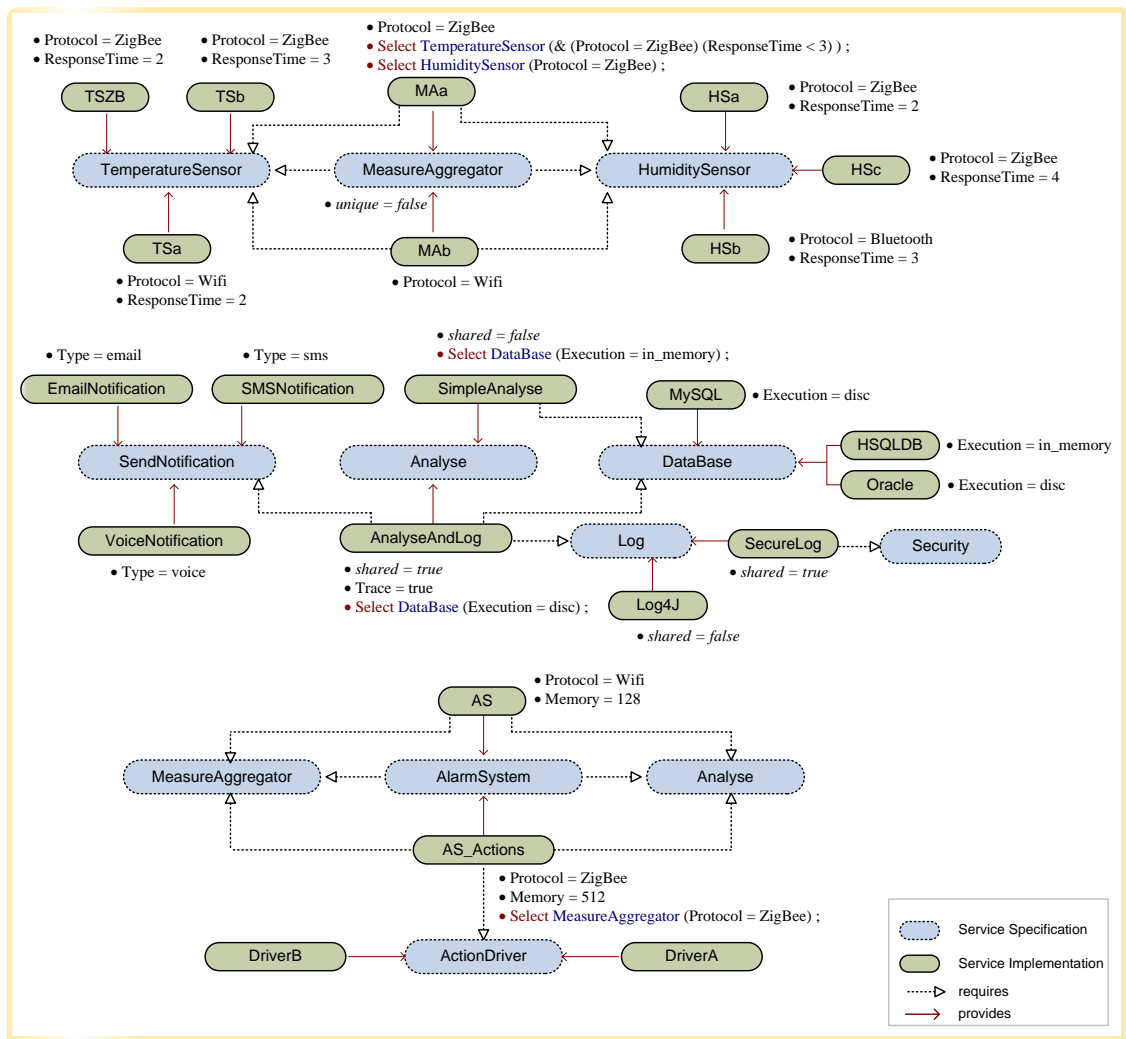 • Protocol = ZigBee
• ResponseTime = 2
• Protocol = ZigBee
• ResponseTime = 3
• Protocol = ZigBee
• Select TemperatureSensor (& (Protocol = ZigBee) (ResponseTime < 3) ) ;
• Select HumiditySensor (Protocol = ZigBee) ;
TSZB
TSb
MAa
HSa
• Protocol = ZigBee
• ResponseTime = 2
TemperatureSensor
MeasureAggregator
HumiditySensor
HSc
• Protocol = ZigBee
• ResponseTime = 4
• unique = false
TSa
MAb
HSb
• Protocol = Bluetooth
• ResponseTime = 3
• Protocol = Wifi
• ResponseTime = 2
• Protocol = Wifi
• shared = false
• Select DataBase (Execution = in_memory) ;
• Type = email
• Type = sms
EmailNotification
SMSNotification
SimpleAnalyse
MySQL
• Execution = disc
SendNotification
Analyse
DataBase
HSQLDB
• Execution = in_memory
Oracle
• Execution = disc
VoiceNotification
• Type = voice
AnalyseAndLog
Log
SecureLog
Security
• shared = true
• Trace = true
• Select DataBase (Execution = disc) ;
• shared = true
Log4J
• shared = false
AS
• Protocol = Wifi
• Memory = 128
MeasureAggregator
AlarmSystem
Analyse
AS_Actions
• Protocol = ZigBee
• Memory = 512
• Select MeasureAggregator (Protocol = ZigBee) ;
DriverB
ActionDriver
DriverA
Service Specification
Service Implementation
requires
provides